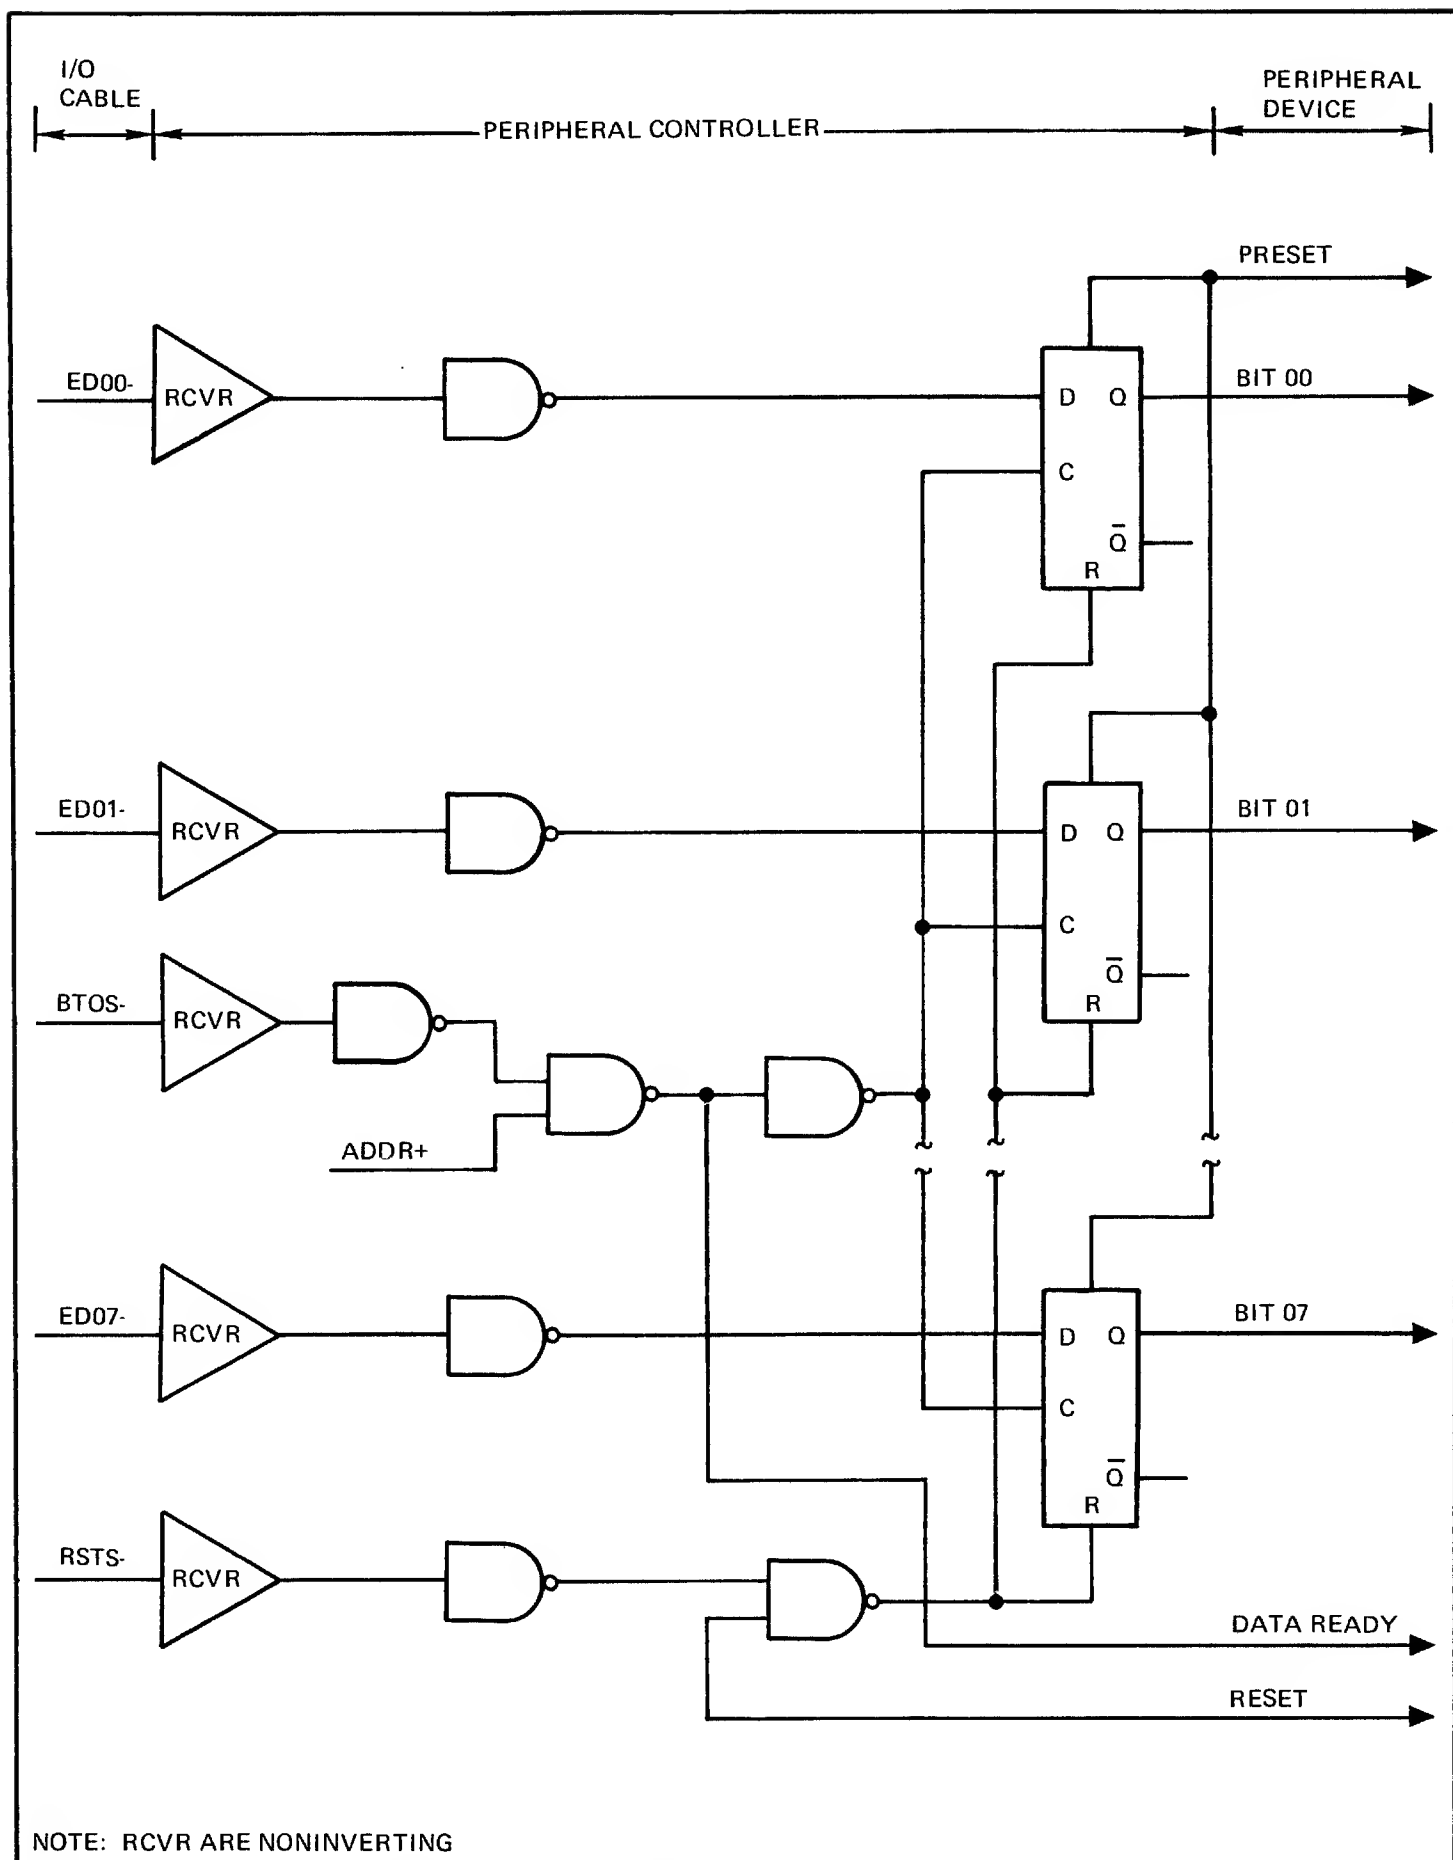 I/O
CABLE
PERIPHERAL CONTROLLER
PERIPHERAL
DEVICE
PRESET
ED00-
RCVR
D Q
BIT 00
C
Q̅
R
ED01-
RCVR
D Q
BIT 01
C
Q̅
R
BTOS-
RCVR
ADDR+
ED07-
RCVR
D Q
BIT 07
C
Q̅
R
RSTS-
RCVR
DATA READY
RESET
NOTE: RCVR ARE NONINVERTING